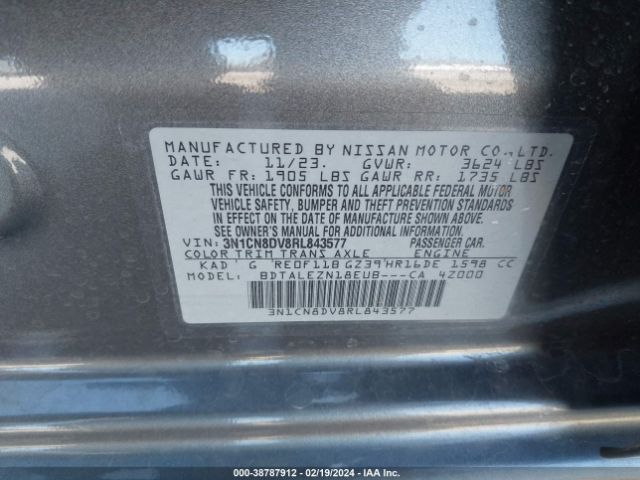 MANUFACTURED BY NISSAN MOTOR CO.,LTD.
DATE: 11/23. GVWR: 3624 LBS
GAWR FR: 1905 LBS GAWR RR: 1735 LBS
THIS VEHICLE CONFORMS TO ALL APPLICABLE FEDERAL MOTOR
VEHICLE SAFETY, BUMPER AND THEFT PREVENTION STANDARDS
IN EFFECT ON THE DATE OF MANUFACTURE SHOWN ABOVE.
SEE OWNER'S MANUAL FOR ADDITIONAL INFORMATION.
VIN: 3N1CN8DV8RL843577 PASSENGER CAR.
COLOR TRIM TRANS AXLE ENGINE
KAD G RE0F11B GZ39 HR16DE 1598 CC
MODEL: BDTALEZN18EUB---CA 4Z000
3N1CN8DV8RL843577
000-38787912 / 02/19/2024 / IAA Inc.